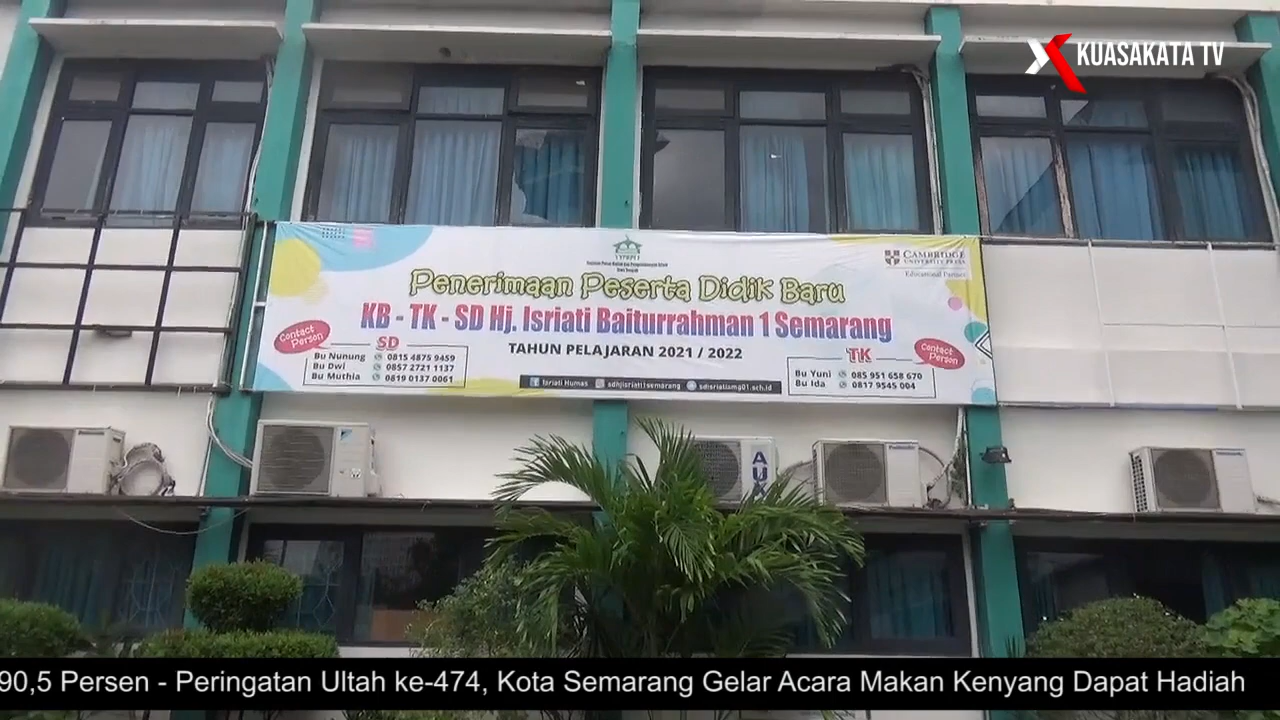 KUASAKATA TV
YPKPI
CAMBRIDGE
UNIVERSITY PRESS
Educational Partner
Penerimaan Peserta Didik Baru
KB - TK - SD Hj. Isriati Baiturrahman 1 Semarang
TAHUN PELAJARAN 2021 / 2022
Contact Person
SD
Bu Nunung 0815 4875 9459
Bu Dwi 0857 2721 1137
Bu Muthia 0819 0137 0061
Contact Person
TK
Bu Yuni 085 951 658 670
Bu Ida 0817 9545 004
Isriati Humas sdhjisriati1semarang sdisriatismg01.sch.id
DAIKIN
Panasonic
AUX
90,5 Persen - Peringatan Ultah ke-474, Kota Semarang Gelar Acara Makan Kenyang Dapat Hadiah